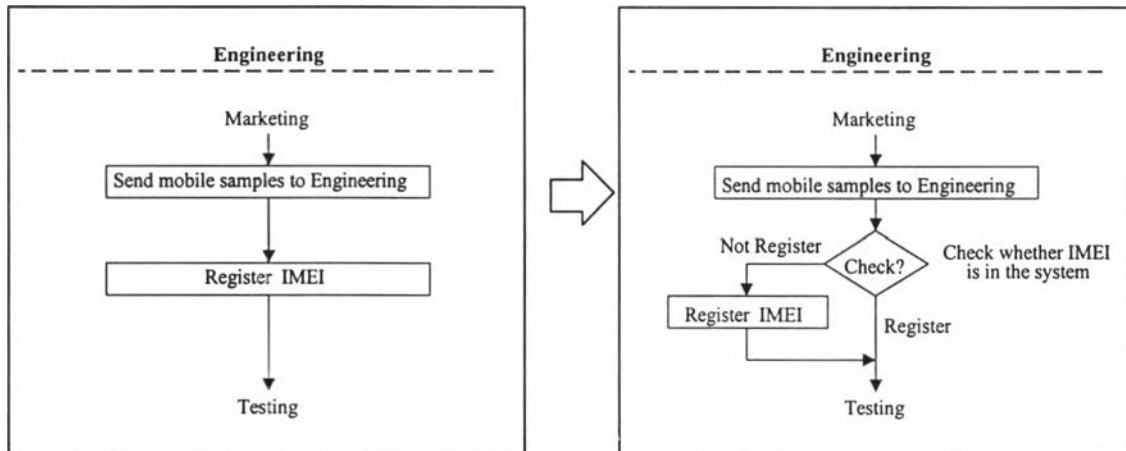 Engineering
Marketing
Send mobile samples to Engineering
Register IMEI
Testing
Engineering
Marketing
Send mobile samples to Engineering
Not Register
Check?
Check whether IMEI
is in the system
Register IMEI
Register
Testing